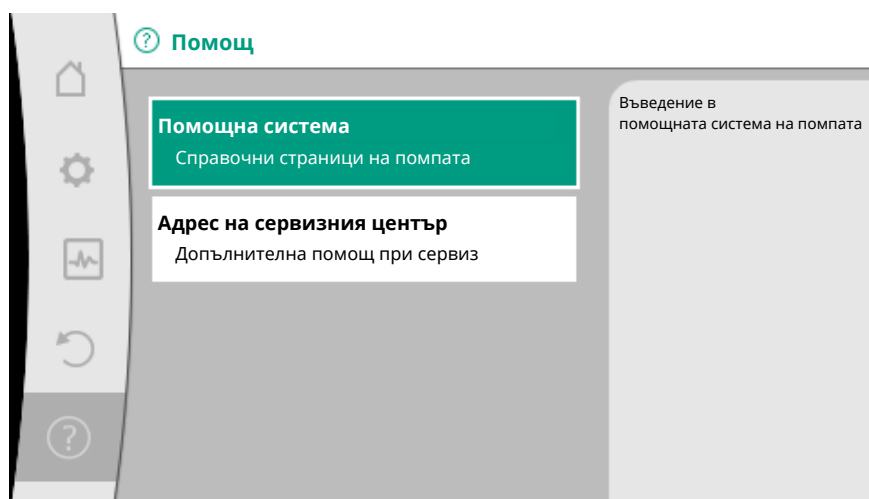 Помощ
Помощна система
Справочни страници на помпата
Адрес на сервизния център
Допълнителна помощ при сервиз
Въведение в
помощната система на помпата